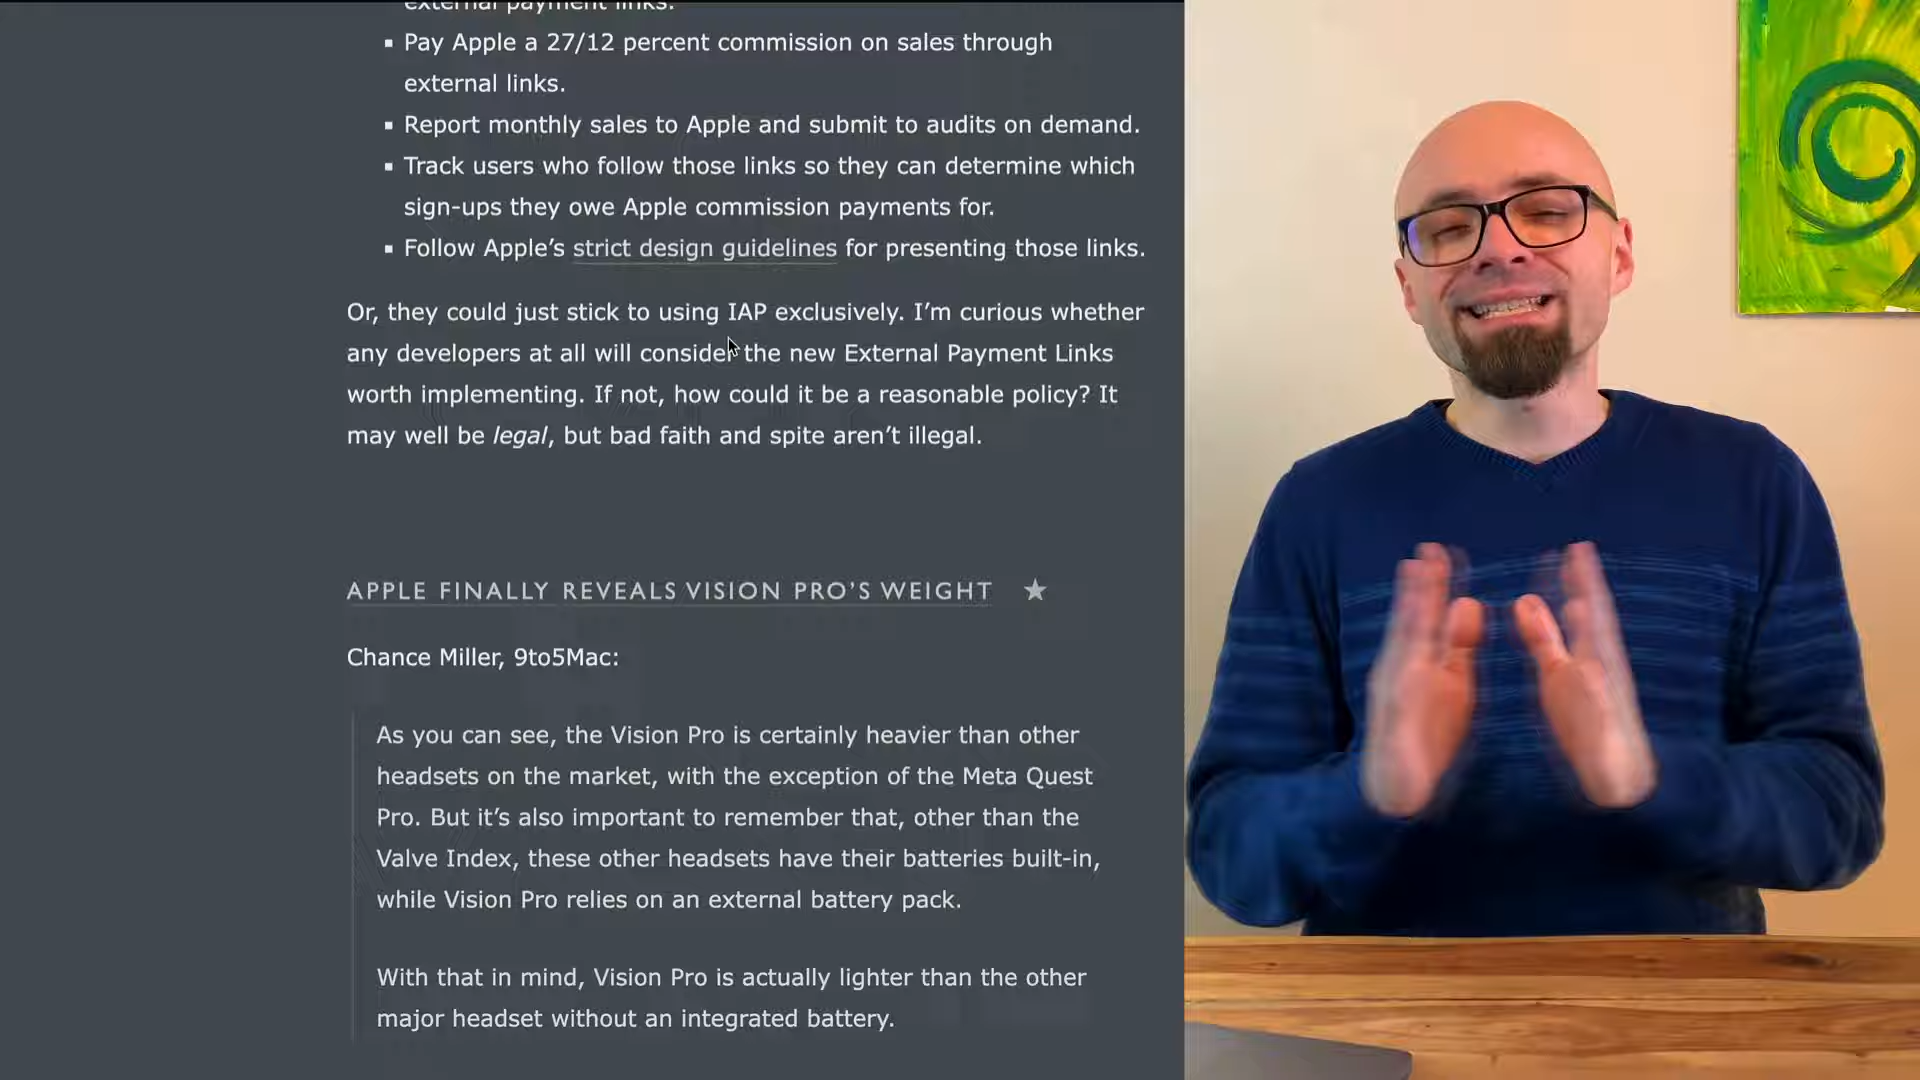 external payment links.
▪ Pay Apple a 27/12 percent commission on sales through
external links.
▪ Report monthly sales to Apple and submit to audits on demand.
▪ Track users who follow those links so they can determine which
sign-ups they owe Apple commission payments for.
▪ Follow Apple’s strict design guidelines for presenting those links.
Or, they could just stick to using IAP exclusively. I’m curious whether
any developers at all will consider the new External Payment Links
worth implementing. If not, how could it be a reasonable policy? It
may well be legal, but bad faith and spite aren’t illegal.
APPLE FINALLY REVEALS VISION PRO’S WEIGHT ★
Chance Miller, 9to5Mac:
As you can see, the Vision Pro is certainly heavier than other
headsets on the market, with the exception of the Meta Quest
Pro. But it’s also important to remember that, other than the
Valve Index, these other headsets have their batteries built-in,
while Vision Pro relies on an external battery pack.
With that in mind, Vision Pro is actually lighter than the other
major headset without an integrated battery.